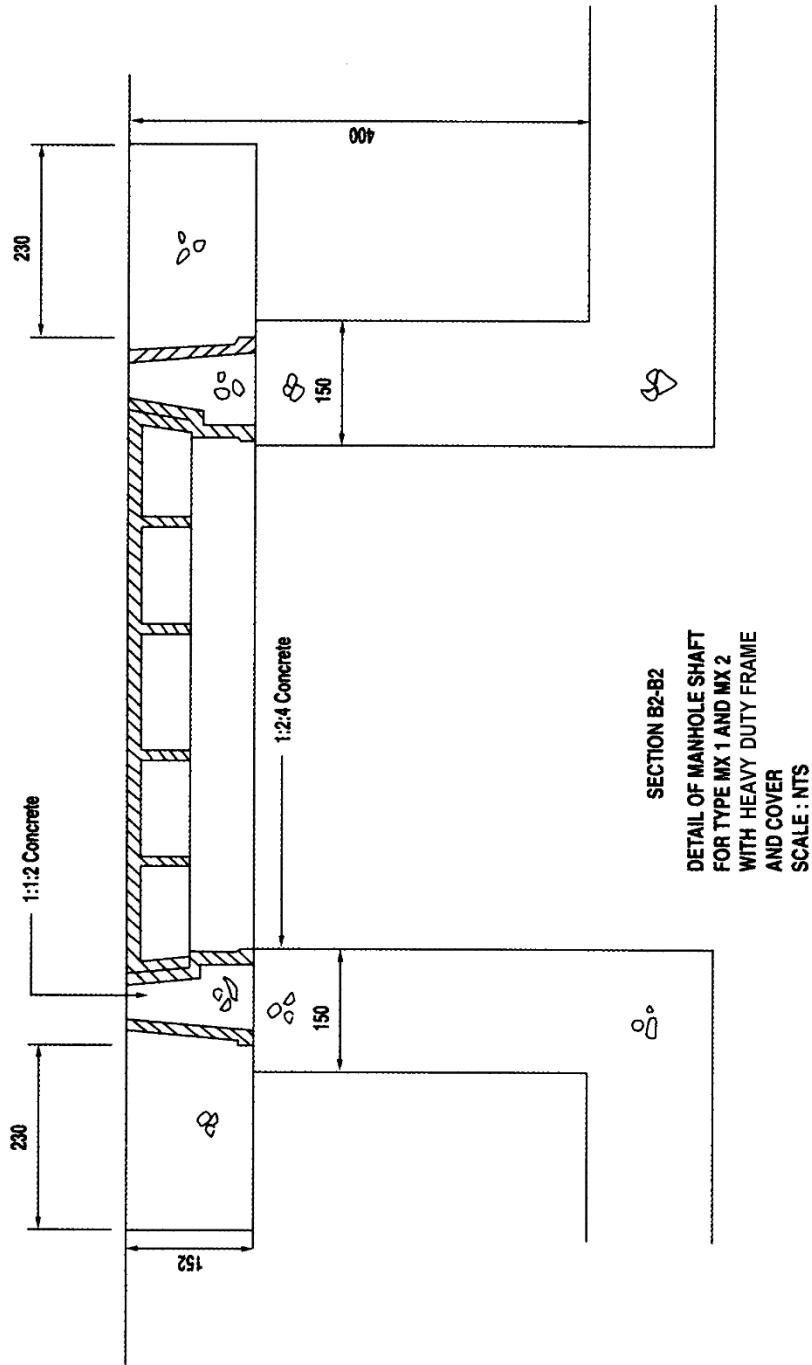 230
230
1:1:2 Concrete
152
400
150
150
1:2:4 Concrete
SECTION B2-B2
DETAIL OF MANHOLE SHAFT
FOR TYPE MX 1 AND MX 2
WITH HEAVY DUTY FRAME
AND COVER
SCALE : NTS